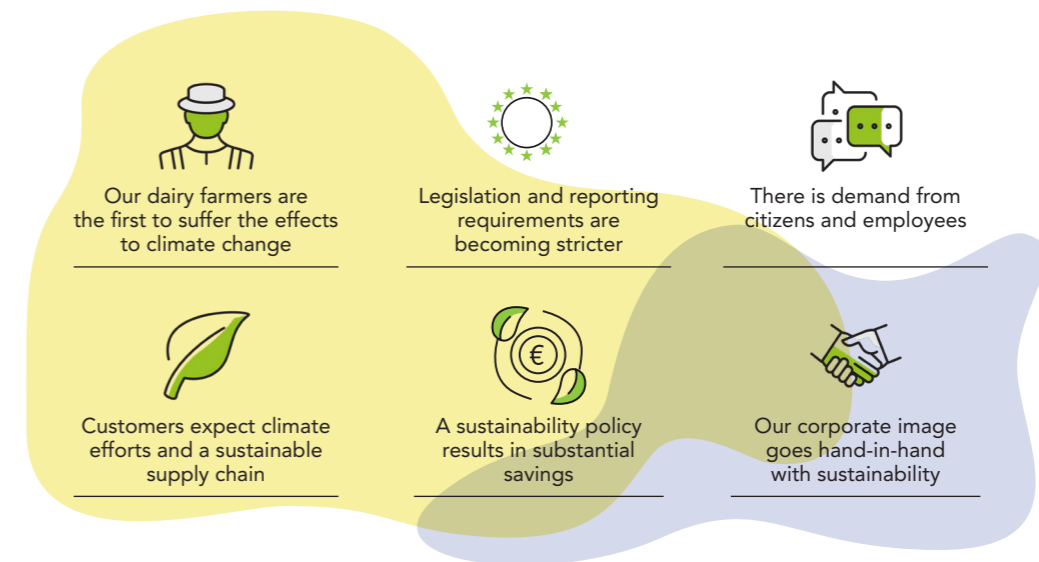 Our dairy farmers are
the first to suffer the effects
to climate change
Legislation and reporting
requirements are
becoming stricter
There is demand from
citizens and employees
Customers expect climate
efforts and a sustainable
supply chain
€
A sustainability policy
results in substantial
savings
Our corporate image
goes hand-in-hand
with sustainability